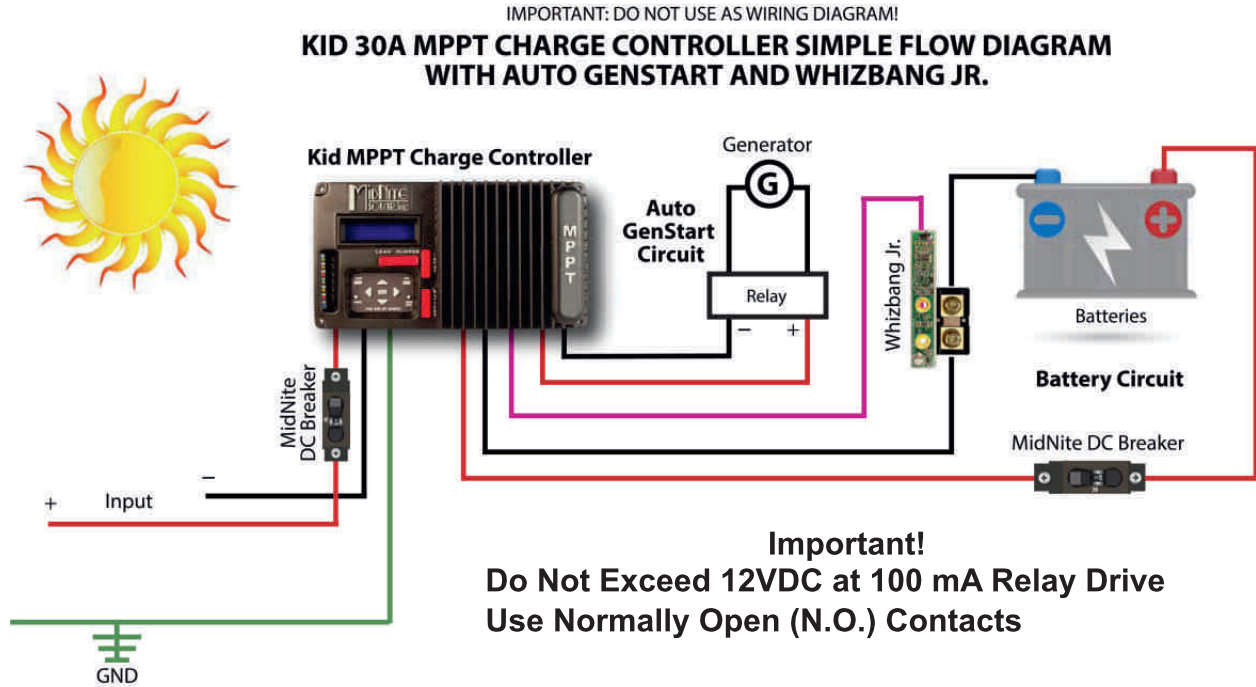 IMPORTANT: DO NOT USE AS WIRING DIAGRAM!
KID 30A MPPT CHARGE CONTROLLER SIMPLE FLOW DIAGRAM
WITH AUTO GENSTART AND WHIZBANG JR.
Kid MPPT Charge Controller
MIDNITE
SOLAR INC
MPPT
Generator
G
Auto
GenStart
Circuit
Relay
−
+
Whizbang Jr.
Batteries
Battery Circuit
MidNite DC Breaker
MidNite
DC Breaker
−
+
Input
GND
Important!
Do Not Exceed 12VDC at 100 mA Relay Drive
Use Normally Open (N.O.) Contacts